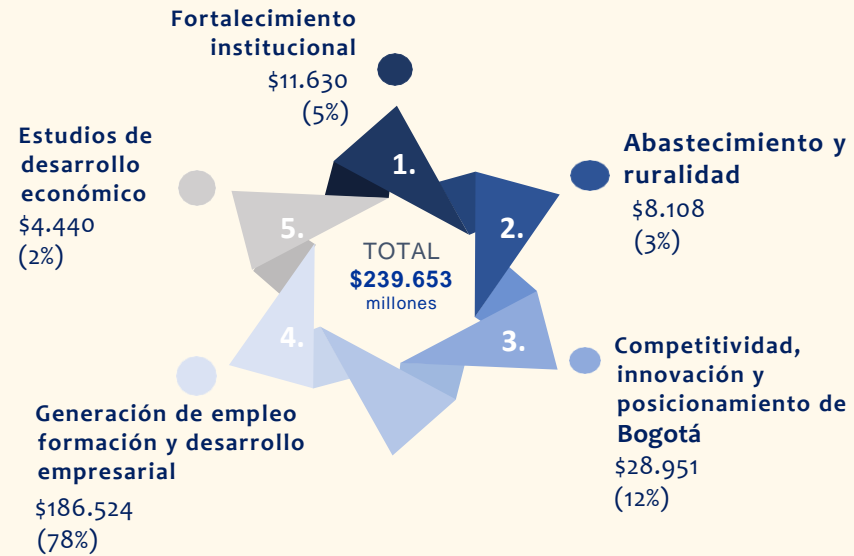 Fortalecimiento
institucional
$11.630
(5%)
1.
Abastecimiento y
ruralidad
$8.108
(3%)
2.
Competitividad,
innovación y
posicionamiento de
Bogotá
$28.951
(12%)
3.
Generación de empleo
formación y desarrollo
empresarial
$186.524
(78%)
4.
Estudios de
desarrollo
económico
$4.440
(2%)
5.
TOTAL
$239.653
millones